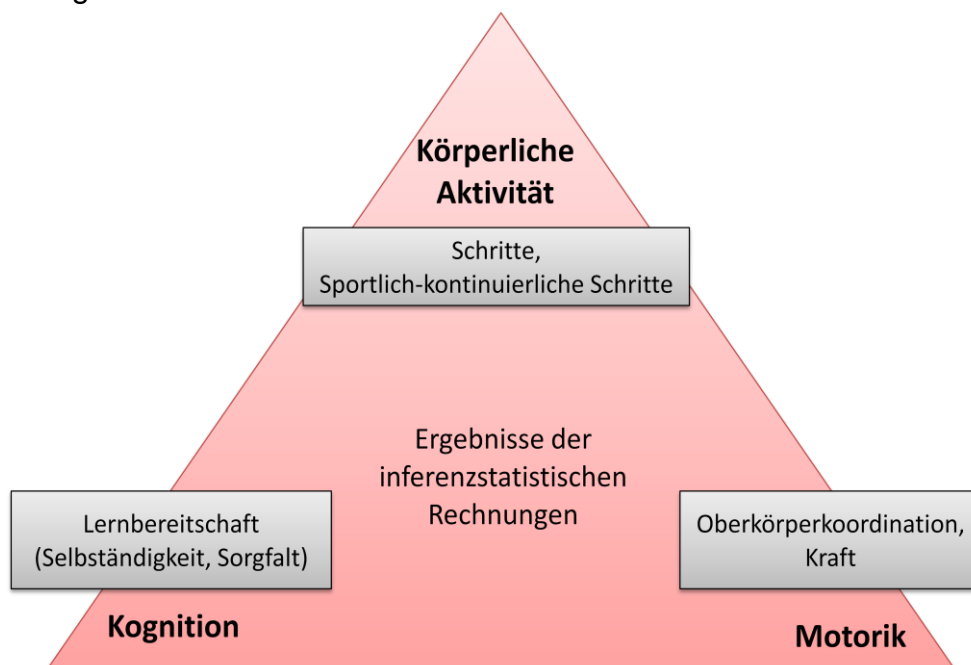 Körperliche
Aktivität
Schritte,
Sportlich-kontinuierliche Schritte
Ergebnisse der
inferenzstatistischen
Rechnungen
Lernbereitschaft
(Selbständigkeit, Sorgfalt)
Oberkörperkoordination,
Kraft
Kognition
Motorik